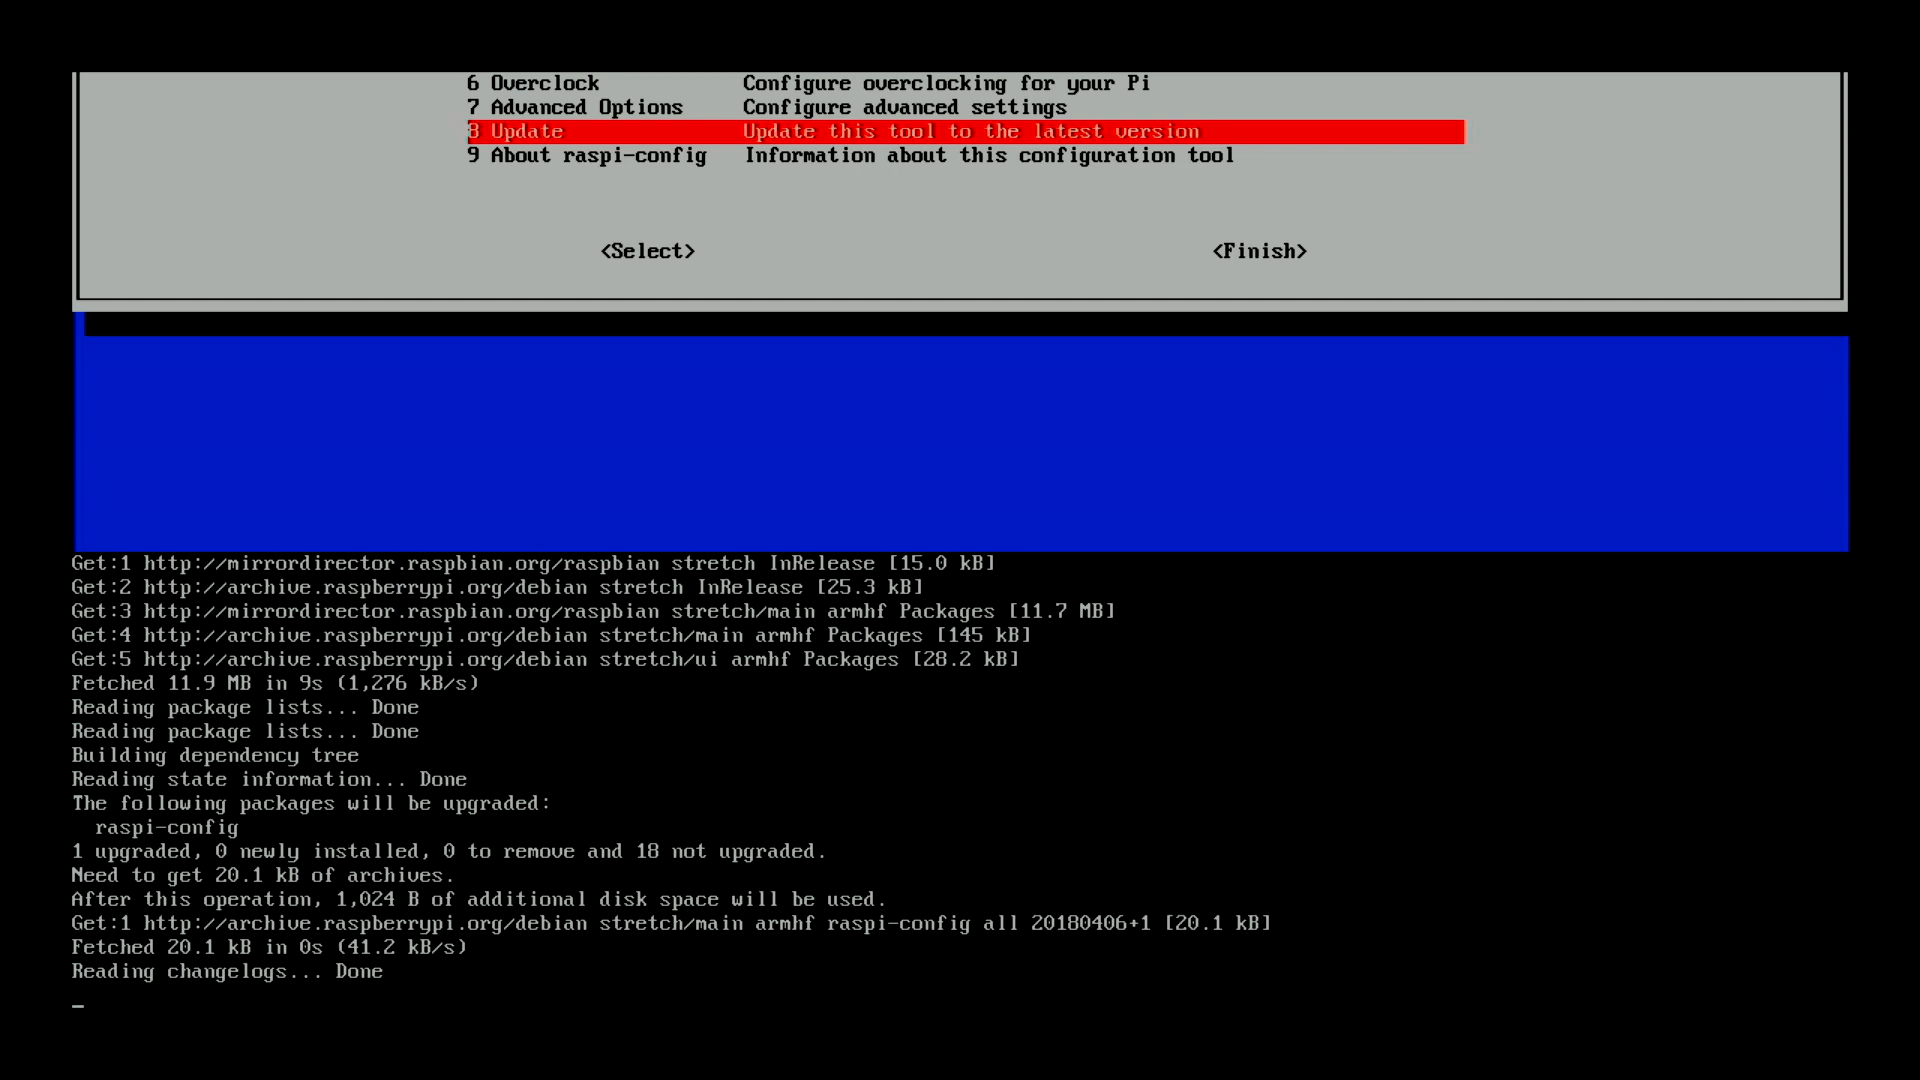 6 Overclock Configure overclocking for your Pi
7 Advanced Options Configure advanced settings
8 Update Update this tool to the latest version
9 About raspi-config Information about this configuration tool
<Select> <Finish>
Get:1 http://mirrordirector.raspbian.org/raspbian stretch InRelease [15.0 kB]
Get:2 http://archive.raspberrypi.org/debian stretch InRelease [25.3 kB]
Get:3 http://mirrordirector.raspbian.org/raspbian stretch/main armhf Packages [11.7 MB]
Get:4 http://archive.raspberrypi.org/debian stretch/main armhf Packages [145 kB]
Get:5 http://archive.raspberrypi.org/debian stretch/ui armhf Packages [28.2 kB]
Fetched 11.9 MB in 9s (1,276 kB/s)
Reading package lists... Done
Reading package lists... Done
Building dependency tree
Reading state information... Done
The following packages will be upgraded:
raspi-config
1 upgraded, 0 newly installed, 0 to remove and 18 not upgraded.
Need to get 20.1 kB of archives.
After this operation, 1,024 B of additional disk space will be used.
Get:1 http://archive.raspberrypi.org/debian stretch/main armhf raspi-config all 20180406+1 [20.1 kB]
Fetched 20.1 kB in 0s (41.2 kB/s)
Reading changelogs... Done